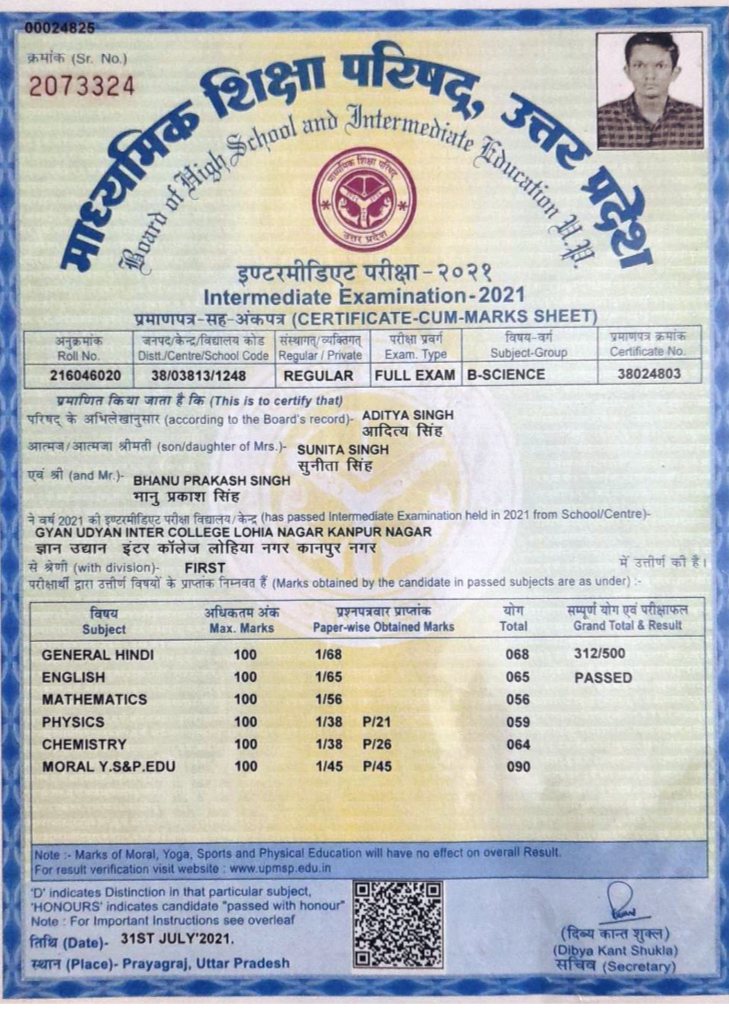 00024825
क्रमांक (Sr. No.)
2073324
माध्यमिक शिक्षा परिषद्, उत्तर प्रदेश
Board of High School and Intermediate Education U.P.
माध्यमिक शिक्षा परिषद्
उत्तर प्रदेश
इण्टरमीडिएट परीक्षा-२०२१
Intermediate Examination-2021
प्रमाणपत्र-सह-अंकपत्र (CERTIFICATE-CUM-MARKS SHEET)
अनुक्रमांक जनपद/केन्द्र/विद्यालय कोड संस्थागत/व्यक्तिगत परीक्षा प्रवर्ग विषय-वर्ग प्रमाणपत्र क्रमांक
Roll No. Distt./Centre/School Code Regular / Private Exam. Type Subject-Group Certificate No.
216046020 38/03813/1248 REGULAR FULL EXAM B-SCIENCE 38024803
प्रमाणित किया जाता है कि (This is to certify that)
परिषद् के अभिलेखानुसार (according to the Board's record)- ADITYA SINGH
आदित्य सिंह
आत्मज/आत्मजा श्रीमती (son/daughter of Mrs.)- SUNITA SINGH
सुनीता सिंह
एवं श्री (and Mr.)- BHANU PRAKASH SINGH
भानु प्रकाश सिंह
ने वर्ष 2021 की इण्टरमीडिएट परीक्षा विद्यालय/केन्द्र (has passed Intermediate Examination held in 2021 from School/Centre)-
GYAN UDYAN INTER COLLEGE LOHIA NAGAR KANPUR NAGAR
ज्ञान उद्यान इंटर कॉलेज लोहिया नगर कानपुर नगर
से श्रेणी (with division)- FIRST में उत्तीर्ण की है।
परीक्षार्थी द्वारा उत्तीर्ण विषयों के प्राप्तांक निम्नवत हैं (Marks obtained by the candidate in passed subjects are as under) :-
विषय अधिकतम अंक प्रश्नपत्रवार प्राप्तांक योग सम्पूर्ण योग एवं परीक्षाफल
Subject Max. Marks Paper-wise Obtained Marks Total Grand Total & Result
GENERAL HINDI 100 1/68 068 312/500
ENGLISH 100 1/65 065 PASSED
MATHEMATICS 100 1/56 056
PHYSICS 100 1/38 P/21 059
CHEMISTRY 100 1/38 P/26 064
MORAL Y.S&P.EDU 100 1/45 P/45 090
Note :- Marks of Moral, Yoga, Sports and Physical Education will have no effect on overall Result.
For result verification visit website : www.upmsp.edu.in
'D' indicates Distinction in that particular subject,
'HONOURS' indicates candidate "passed with honour"
Note : For Important Instructions see overleaf
तिथि (Date)- 31ST JULY'2021.
स्थान (Place)- Prayagraj, Uttar Pradesh
(दिब्य कान्त शुक्ल)
(Dibya Kant Shukla)
सचिव (Secretary)